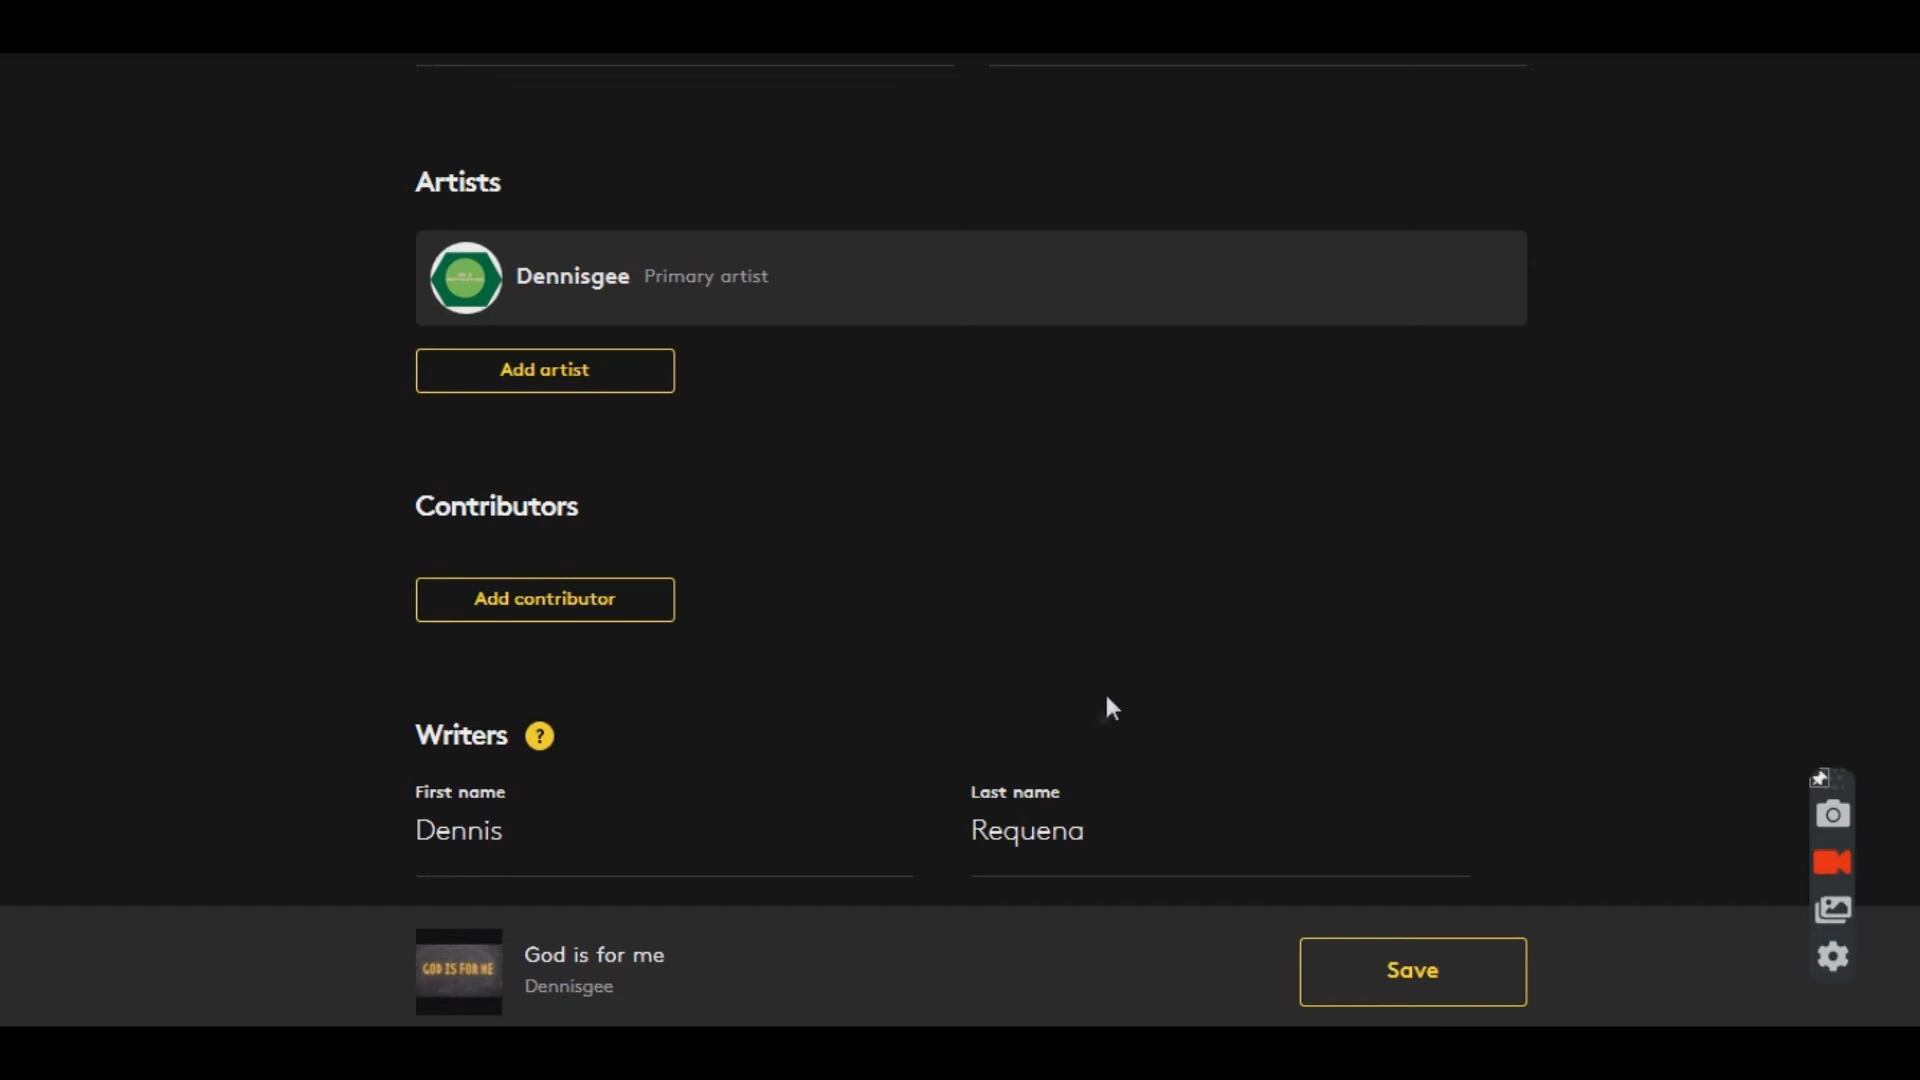 Artists
Dennisgee Primary artist
Add artist
Contributors
Add contributor
Writers ?
First name
Last name
Dennis
Requena
GOD IS FOR ME
God is for me
Dennisgee
Save